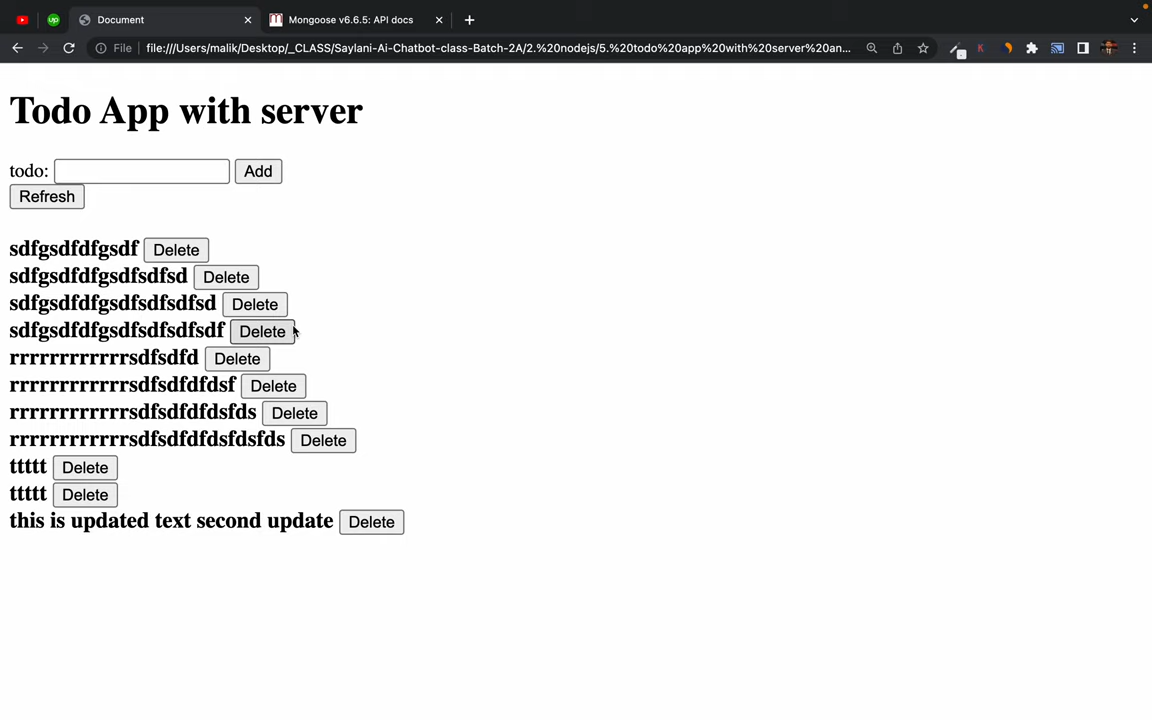 up Document Mongoose v6.6.5: API docs
File file:///Users/malik/Desktop/_CLASS/Saylani-Ai-Chatbot-class-Batch-2A/2.%20nodejs/5.%20todo%20app%20with%20server%20an... K
Todo App with server
todo: Add
Refresh
sdfgsdfdfgsdf Delete
sdfgsdfdfgsdfsdfsd Delete
sdfgsdfdfgsdfsdfsdfsd Delete
sdfgsdfdfgsdfsdfsdfsdf Delete
rrrrrrrrrrrrsdfsdfd Delete
rrrrrrrrrrrrsdfsdfdfdsf Delete
rrrrrrrrrrrrsdfsdfdfdsfds Delete
rrrrrrrrrrrrsdfsdfdfdsfdsfds Delete
ttttt Delete
ttttt Delete
this is updated text second update Delete